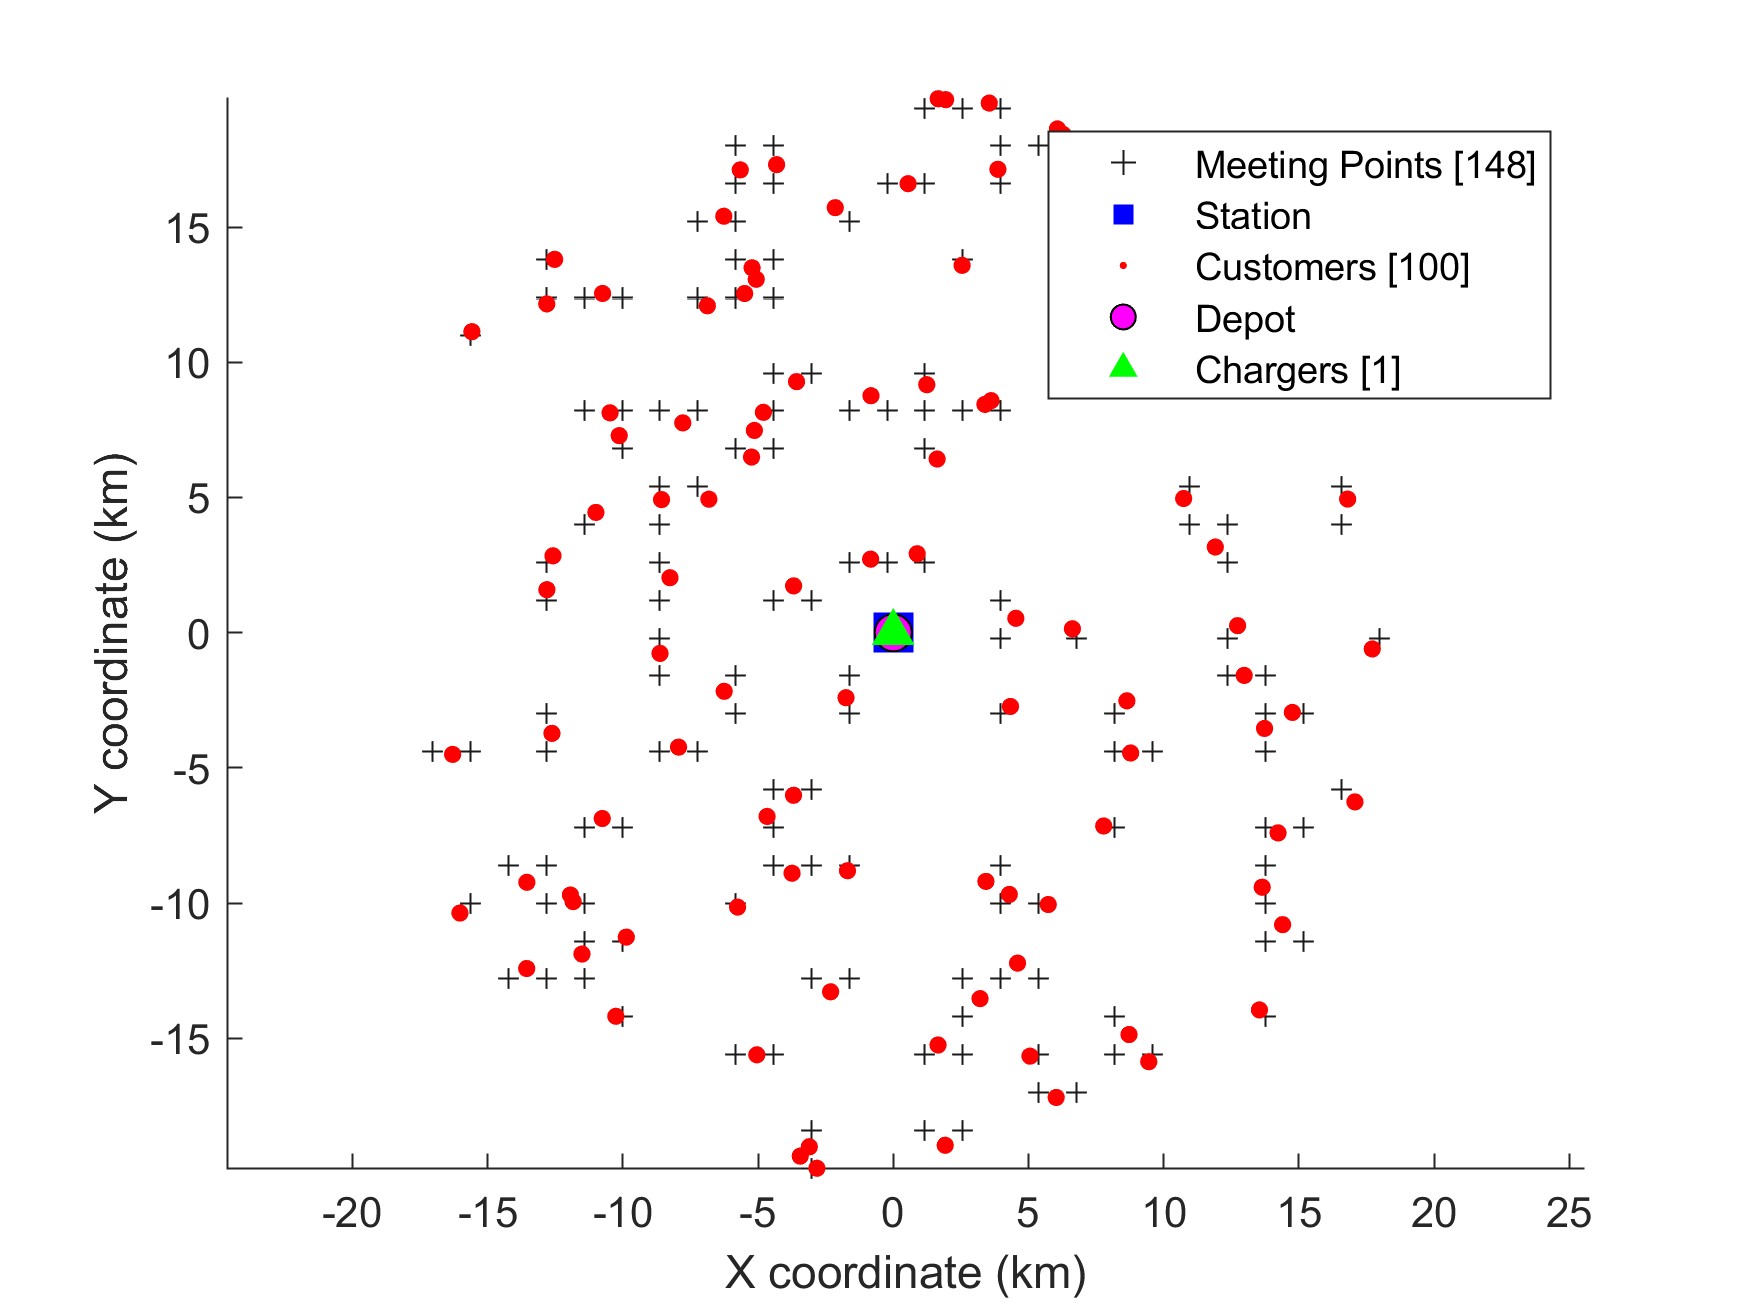 Meeting Points [148]
Station
Customers [100]
Depot
Chargers [1]
15
10
5
0
-5
-10
-15
Y coordinate (km)
-20 -15 -10 -5 0 5 10 15 20 25
X coordinate (km)